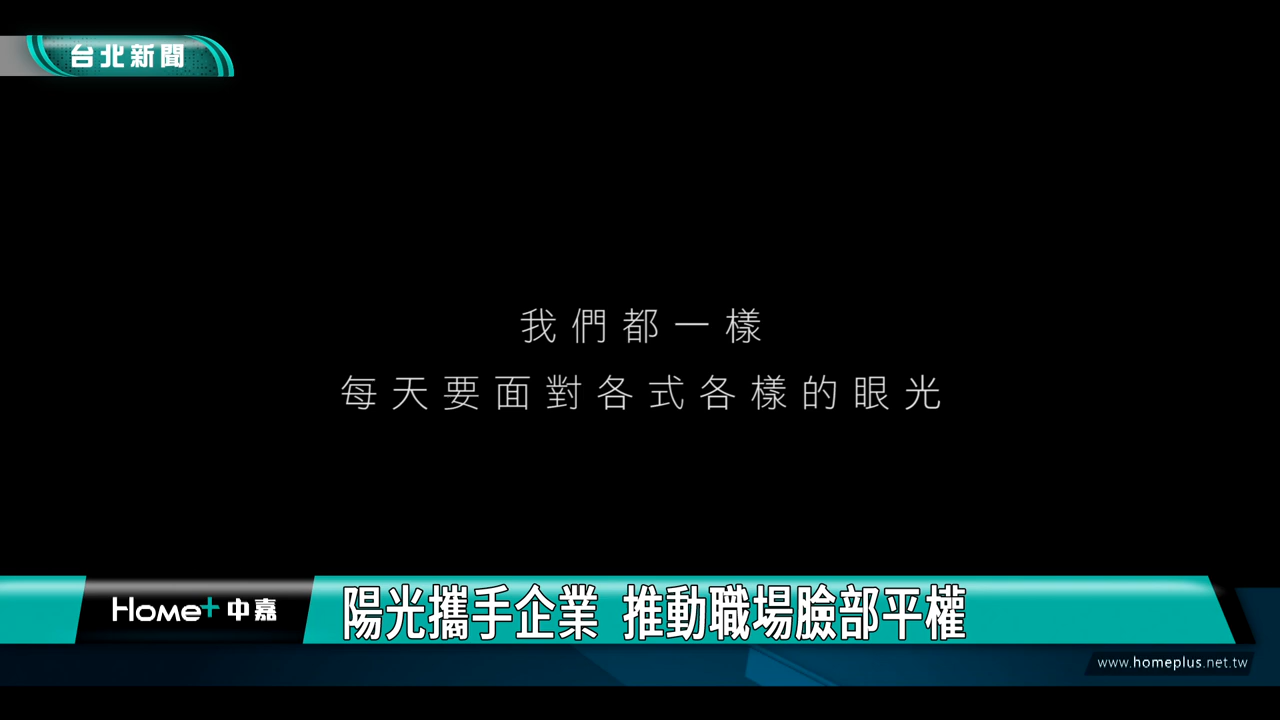 台北新聞
我們都一樣
每天要面對各式各樣的眼光
Home+ 中嘉
陽光攜手企業 推動職場臉部平權
www.homeplus.net.tw